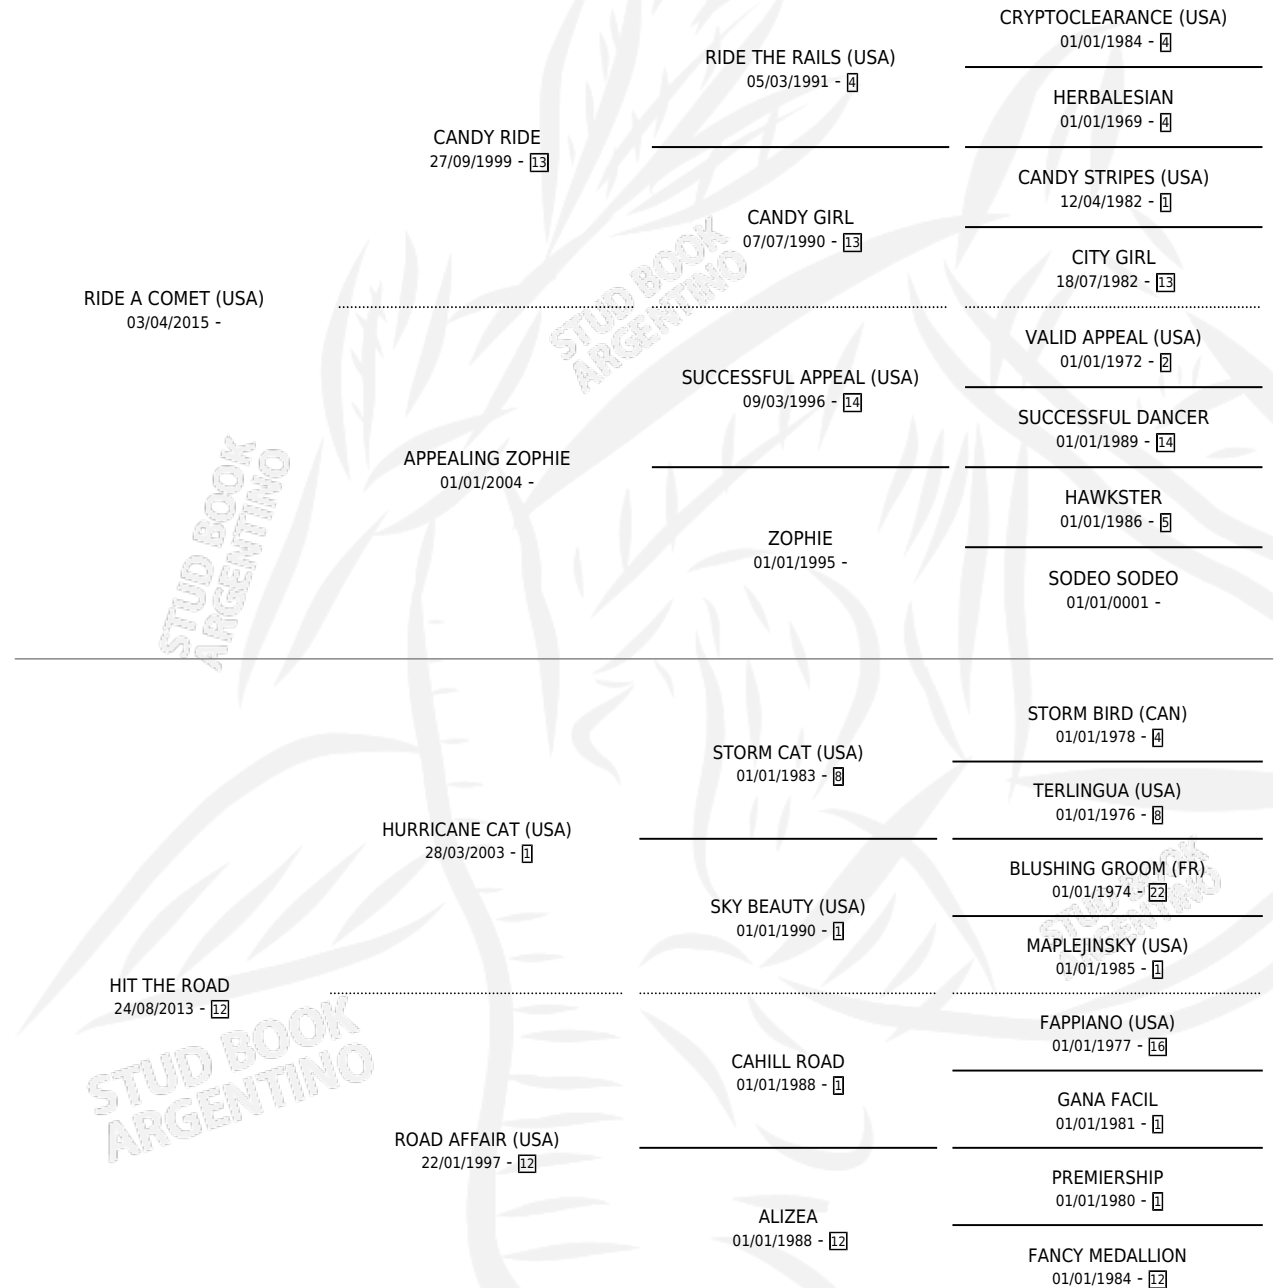 CRYPTOCLEARANCE (USA)
01/01/1984 - 4
RIDE THE RAILS (USA)
05/03/1991 - 4
HERBALESIAN
01/01/1969 - 4
CANDY RIDE
27/09/1999 - 13
CANDY STRIPES (USA)
12/04/1982 - 1
CANDY GIRL
07/07/1990 - 13
CITY GIRL
18/07/1982 - 13
RIDE A COMET (USA)
03/04/2015 -
VALID APPEAL (USA)
01/01/1972 - 2
SUCCESSFUL APPEAL (USA)
09/03/1996 - 14
SUCCESSFUL DANCER
01/01/1989 - 14
APPEALING ZOPHIE
01/01/2004 -
HAWKSTER
01/01/1986 - 5
ZOPHIE
01/01/1995 -
SODEO SODEO
01/01/0001 -
STUD BOOK
ARGENTINO
STUD BOOK
ARGENTINO
STORM BIRD (CAN)
01/01/1978 - 4
STORM CAT (USA)
01/01/1983 - 8
TERLINGUA (USA)
01/01/1976 - 8
HURRICANE CAT (USA)
28/03/2003 - 1
BLUSHING GROOM (FR)
01/01/1974 - 22
SKY BEAUTY (USA)
01/01/1990 - 1
MAPLEJINSKY (USA)
01/01/1985 - 1
STUD BOOK
ARGENTINO
HIT THE ROAD
24/08/2013 - 12
FAPPIANO (USA)
01/01/1977 - 16
CAHILL ROAD
01/01/1988 - 1
GANA FACIL
01/01/1981 - 1
ROAD AFFAIR (USA)
22/01/1997 - 12
PREMIERSHIP
01/01/1980 - 1
ALIZEA
01/01/1988 - 12
FANCY MEDALLION
01/01/1984 - 12
STUD BOOK
ARGENTINO